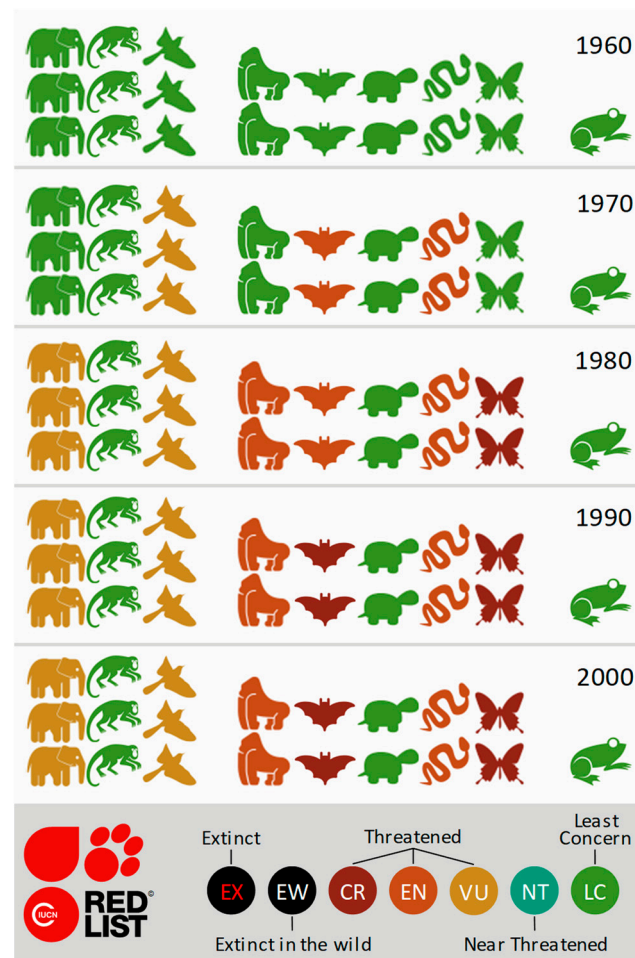 1960
1970
1980
1990
2000
Extinct
Threatened
Least
Concern
EX
EW
CR
EN
VU
NT
LC
Extinct in the wild
Near Threatened
IUCN
RED©
LIST